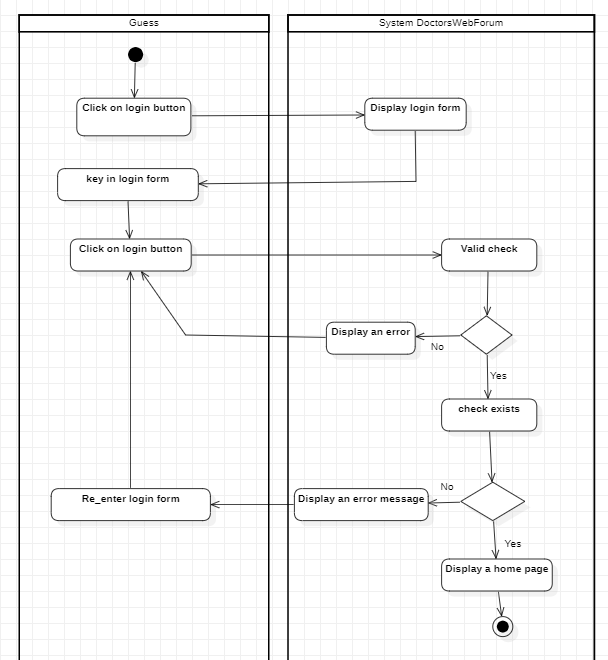 Guess
System DoctorsWebForum
Click on login button
Display login form
key in login form
Click on login button
Valid check
Display an error
No
Yes
check exists
No
Re_enter login form
Display an error message
Yes
Display a home page